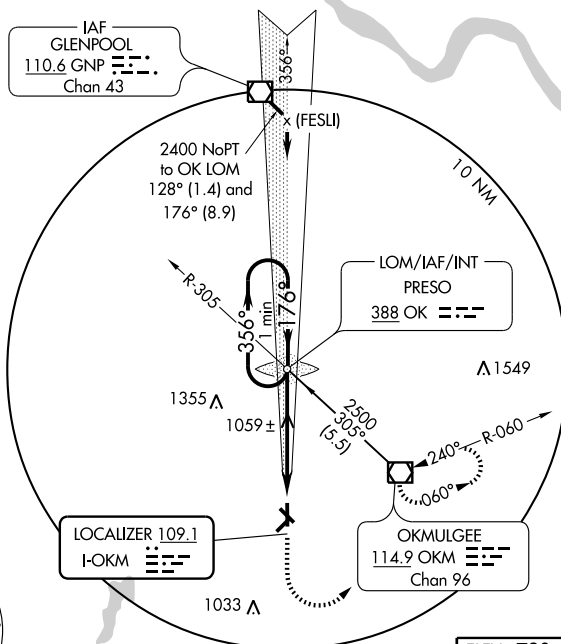 IAF
GLENPOOL
110.6 GNP
Chan 43
356°
(FESLI)
2400 NoPT
to OK LOM
128° (1.4) and
176° (8.9)
10 NM
LOM/IAF/INT
PRESO
388 OK
R-305
356°
1 min
176°
1549
1355
1059±
2500
305°
(5.5)
240°
R-060
060°
LOCALIZER 109.1
I-OKM
OKMULGEE
114.9 OKM
Chan 96
1033